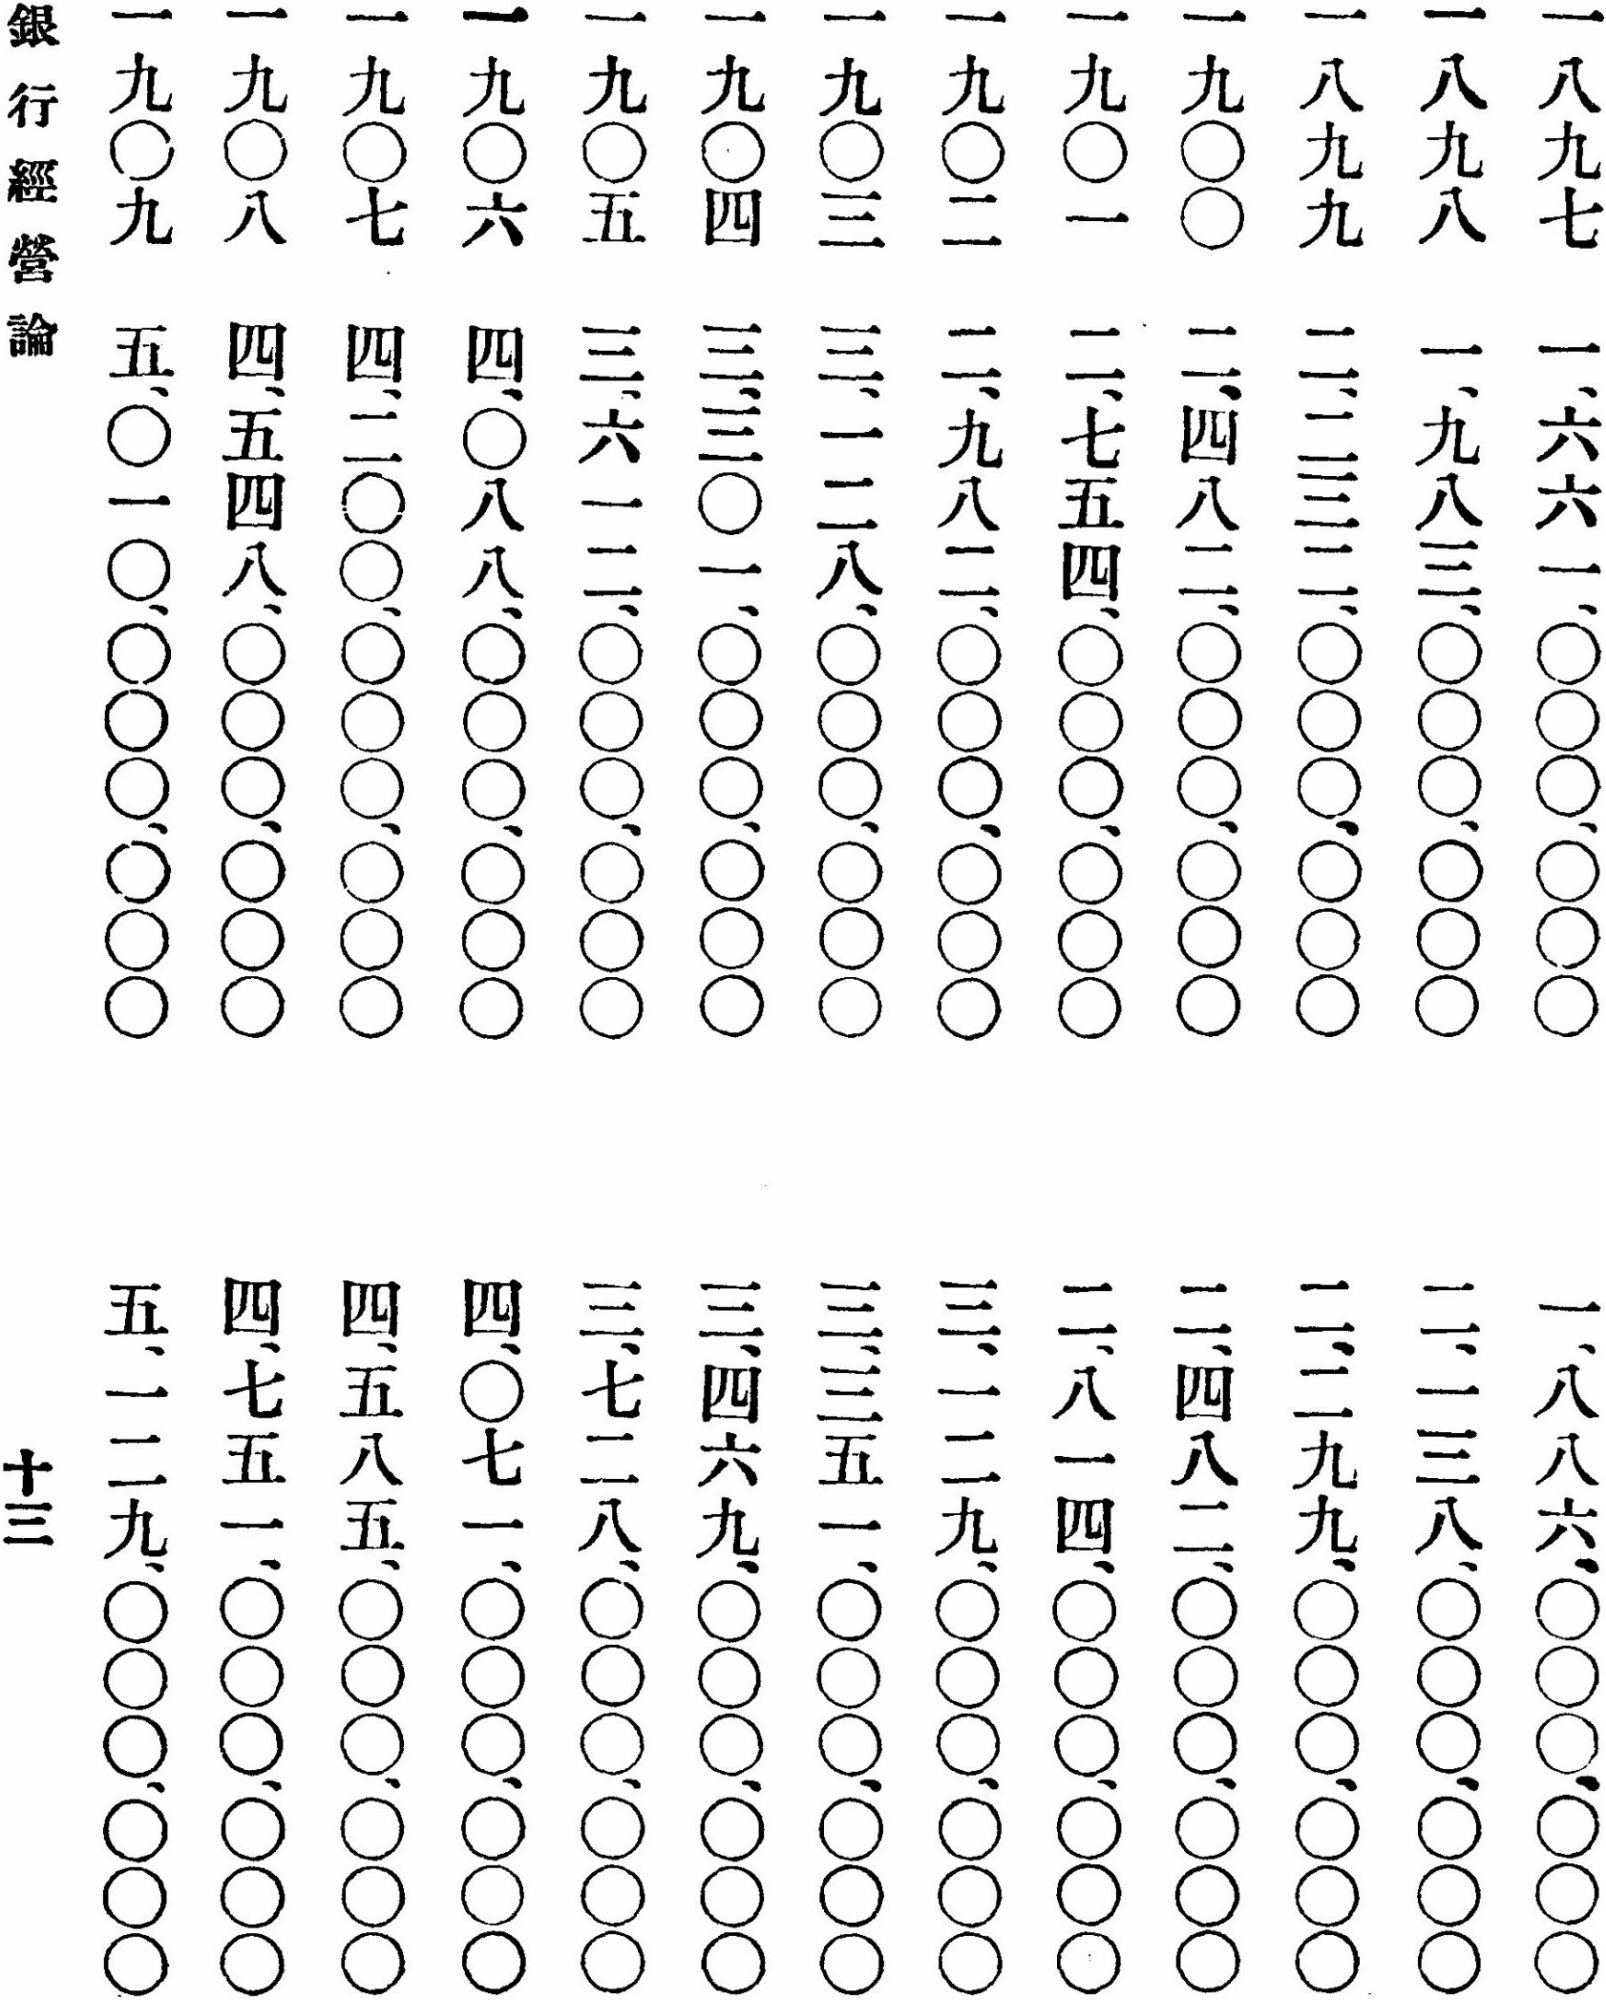 一八九七　一、六六一、〇〇〇、〇〇〇　一、八八六、〇〇〇、〇〇〇
一八九八　一、九八三、〇〇〇、〇〇〇　二、一三八、〇〇〇、〇〇〇
一八九九　二、二三二、〇〇〇、〇〇〇　二、二九九、〇〇〇、〇〇〇
一九〇〇　二、四八二、〇〇〇、〇〇〇　二、四八二、〇〇〇、〇〇〇
一九〇一　二、七五四、〇〇〇、〇〇〇　二、八一四、〇〇〇、〇〇〇
一九〇二　二、九八二、〇〇〇、〇〇〇　三、一二九、〇〇〇、〇〇〇
一九〇三　三、一二八、〇〇〇、〇〇〇　三、三五一、〇〇〇、〇〇〇
一九〇四　三、三〇一、〇〇〇、〇〇〇　三、四六九、〇〇〇、〇〇〇
一九〇五　三、六一二、〇〇〇、〇〇〇　三、七二八、〇〇〇、〇〇〇
一九〇六　四、〇八八、〇〇〇、〇〇〇　四、〇七一、〇〇〇、〇〇〇
一九〇七　四、二〇〇、〇〇〇、〇〇〇　四、五八五、〇〇〇、〇〇〇
一九〇八　四、五四八、〇〇〇、〇〇〇　四、七五一、〇〇〇、〇〇〇
一九〇九　五、〇一〇、〇〇〇、〇〇〇　五、一二九、〇〇〇、〇〇〇
銀行經營論　十三